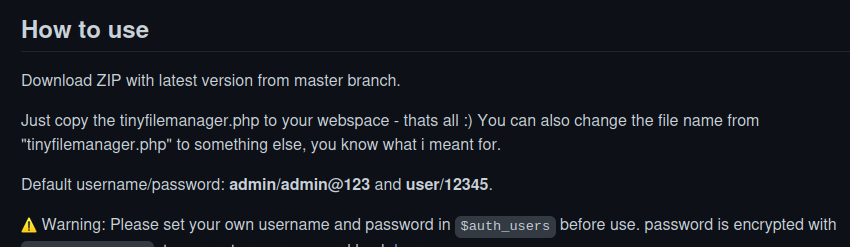 How to use
Download ZIP with latest version from master branch.
Just copy the tinyfilemanager.php to your webspace - thats all :) You can also change the file name from
"tinyfilemanager.php" to something else, you know what i meant for.
Default username/password: admin/admin@123 and user/12345.
⚠️ Warning: Please set your own username and password in $auth_users before use. password is encrypted with